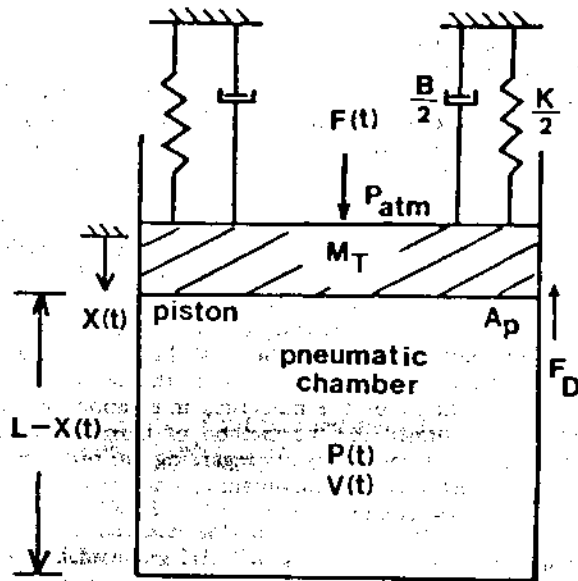 B/2
K/2
F(t)
P_atm
M_T
X(t)
piston
A_p
pneumatic
chamber
F_D
L-X(t)
P(t)
V(t)